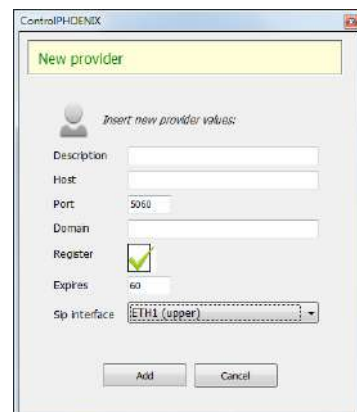 ControlPHOENIX
New provider
Insert new provider values:
Description
Host
Port 5060
Domain
Register
Expires 60
Sip interface ETH1 (upper)
Add Cancel